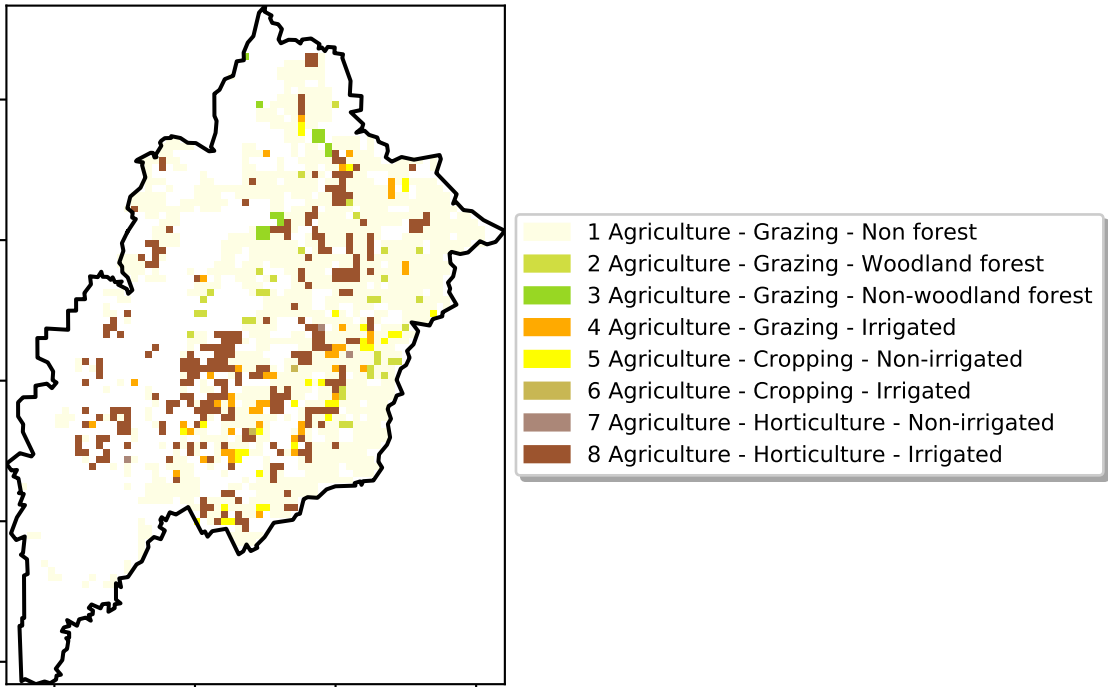 1 Agriculture - Grazing - Non forest
2 Agriculture - Grazing - Woodland forest
3 Agriculture - Grazing - Non-woodland forest
4 Agriculture - Grazing - Irrigated
5 Agriculture - Cropping - Non-irrigated
6 Agriculture - Cropping - Irrigated
7 Agriculture - Horticulture - Non-irrigated
8 Agriculture - Horticulture - Irrigated